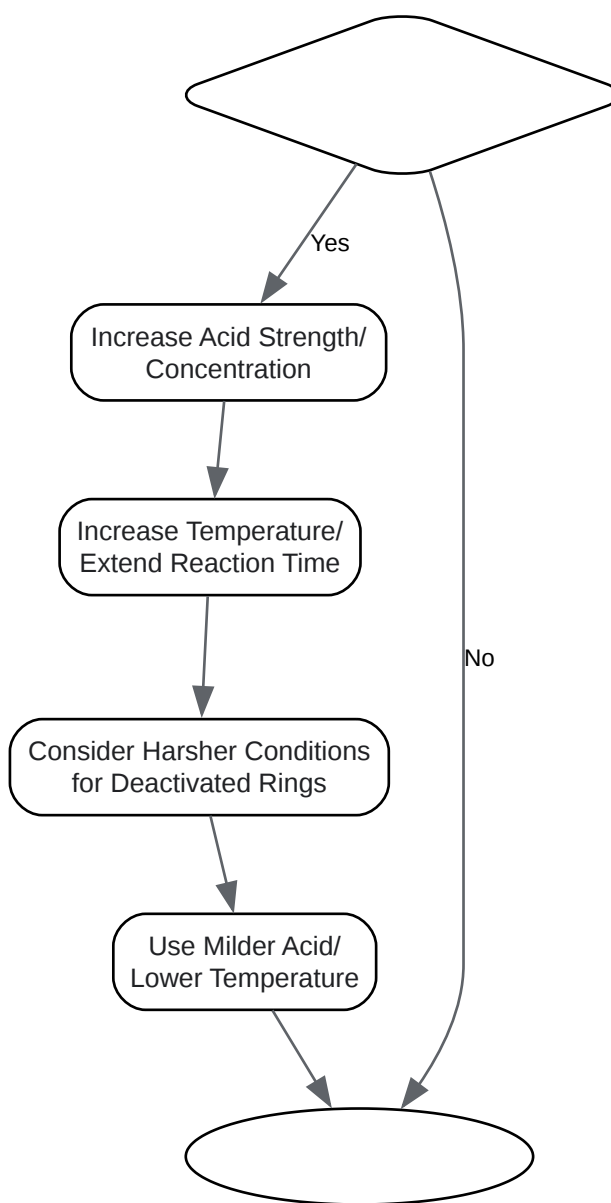 Yes
Increase Acid Strength/
Concentration
Increase Temperature/
Extend Reaction Time
No
Consider Harsher Conditions
for Deactivated Rings
Use Milder Acid/
Lower Temperature